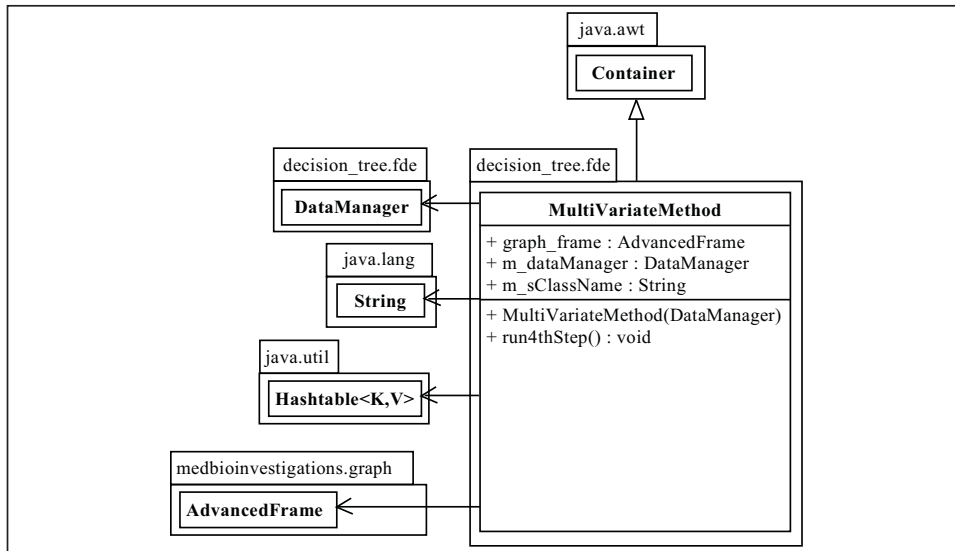 java.awt
Container
decision_tree.fde
DataManager
java.lang
String
java.util
Hashtable<K,V>
medbioinvestigations.graph
AdvancedFrame
decision_tree.fde
MultiVariateMethod
+ graph_frame : AdvancedFrame
+ m_dataManager : DataManager
+ m_sClassName : String
+ MultiVariateMethod(DataManager)
+ run4thStep() : void